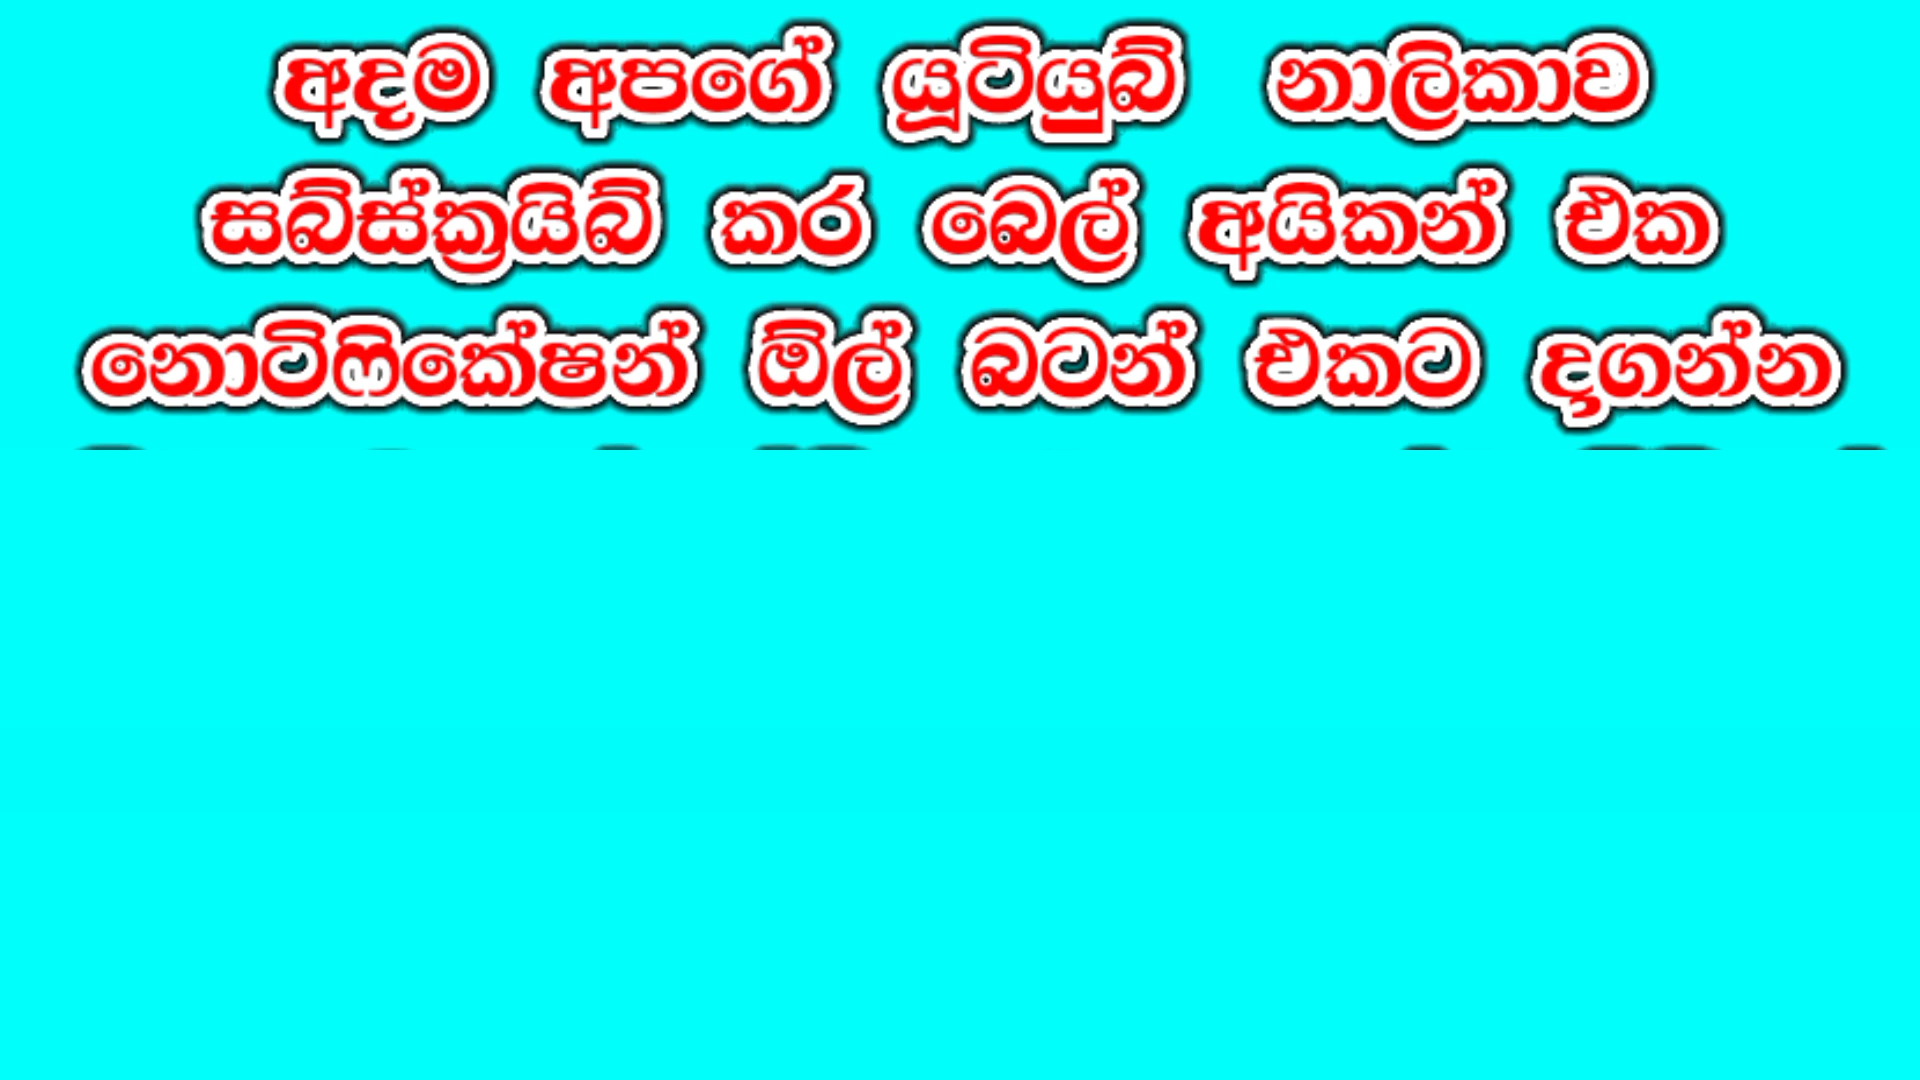 අදම අපගේ යූටියුබ් නාලිකාව
සබ්ස්ක්‍රයිබ් කර බෙල් අයිකන් එක
නොටිෆිකේෂන් ඕල් බටන් එකට දගන්න